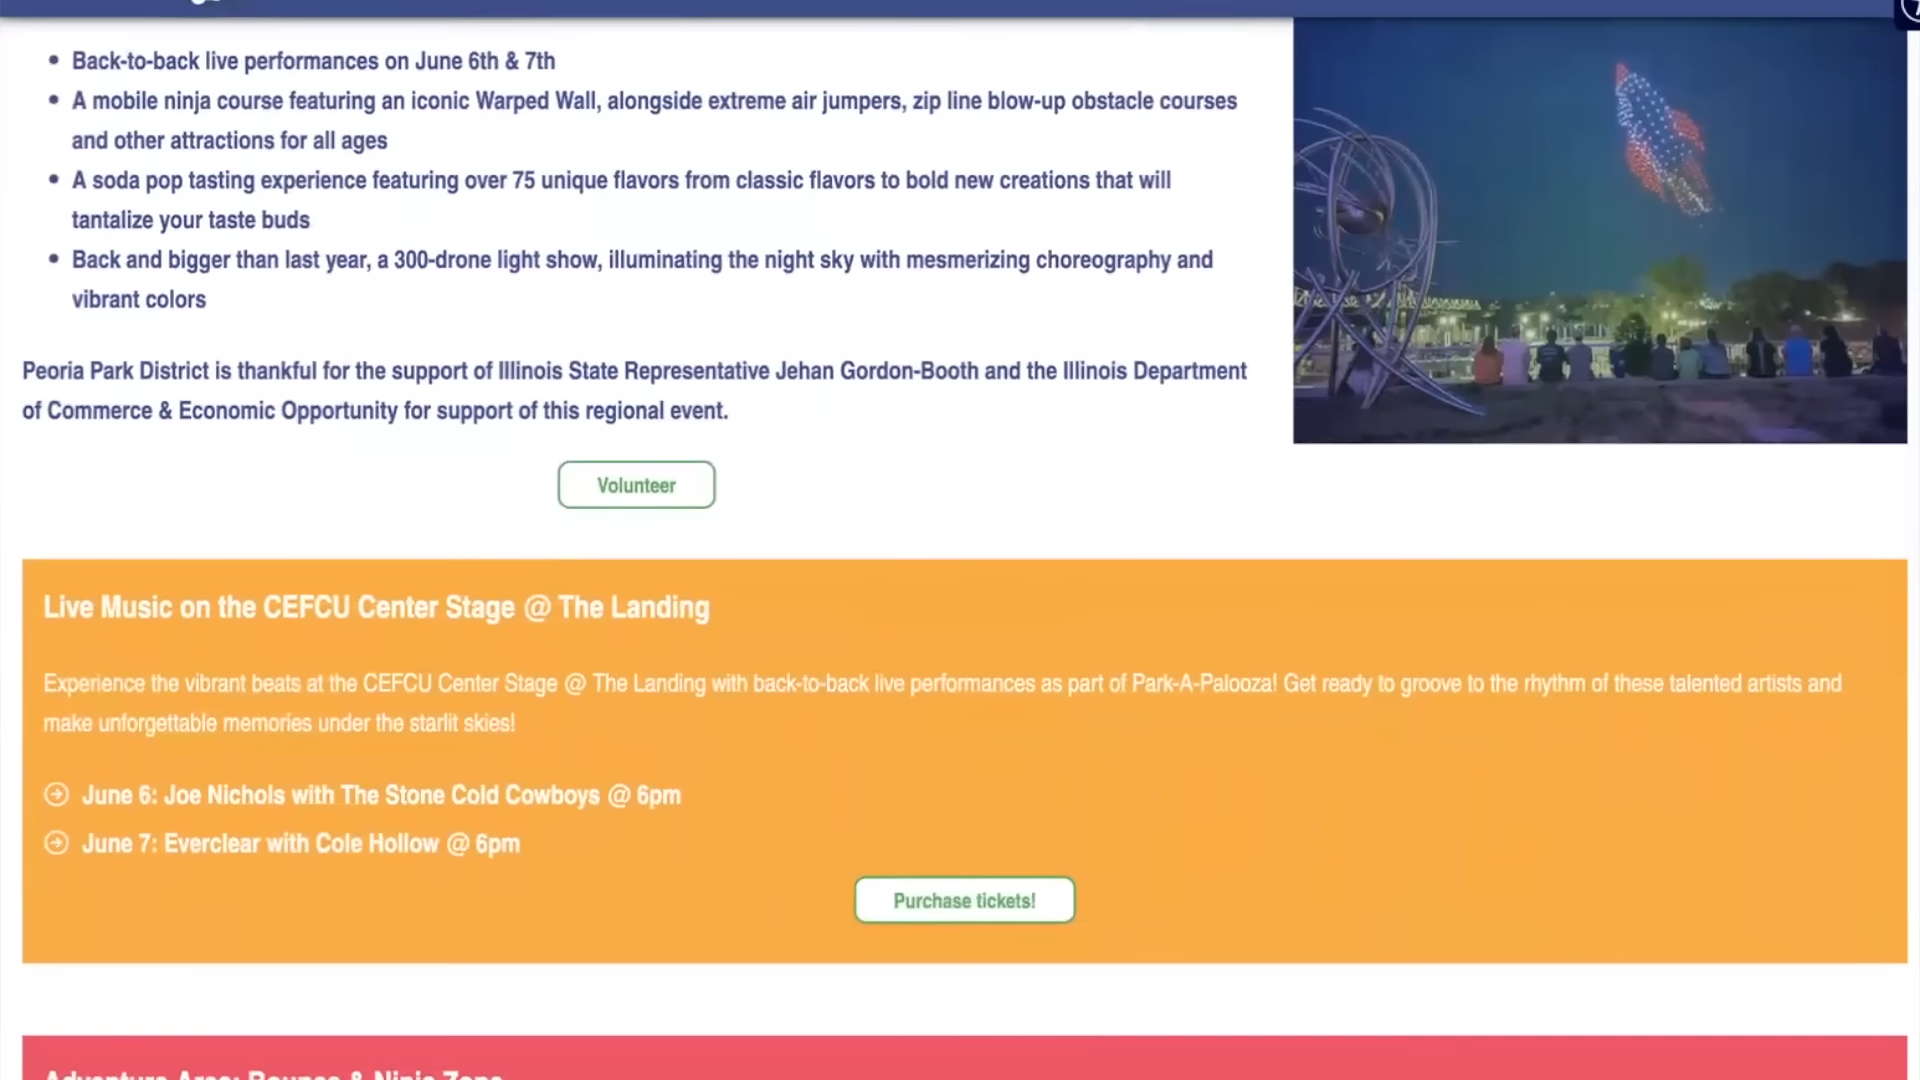 Back-to-back live performances on June 6th & 7th
A mobile ninja course featuring an iconic Warped Wall, alongside extreme air jumpers, zip line blow-up obstacle courses
and other attractions for all ages
A soda pop tasting experience featuring over 75 unique flavors from classic flavors to bold new creations that will
tantalize your taste buds
Back and bigger than last year, a 300-drone light show, illuminating the night sky with mesmerizing choreography and
vibrant colors
Peoria Park District is thankful for the support of Illinois State Representative Jehan Gordon-Booth and the Illinois Department
of Commerce & Economic Opportunity for support of this regional event.
Volunteer
Live Music on the CEFCU Center Stage @ The Landing
Experience the vibrant beats at the CEFCU Center Stage @ The Landing with back-to-back live performances as part of Park-A-Palooza! Get ready to groove to the rhythm of these talented artists and
make unforgettable memories under the starlit skies!
June 6: Joe Nichols with The Stone Cold Cowboys @ 6pm
June 7: Everclear with Cole Hollow @ 6pm
Purchase tickets!
Adventure Area: Bounce & Ninja Zone